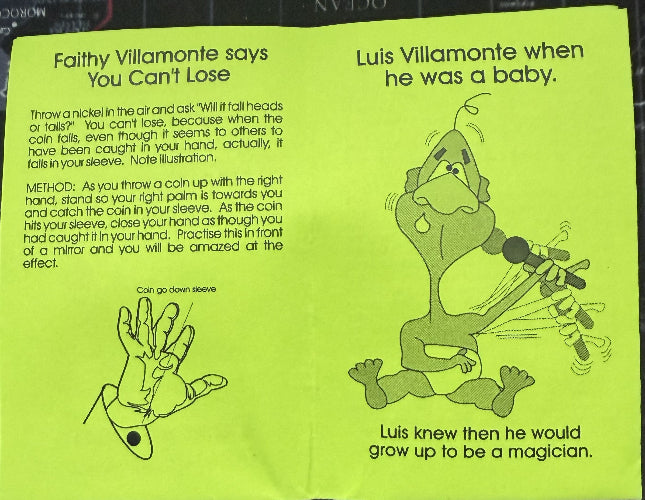 MOROCCO
OCEAN
Faithy Villamonte says
You Can't Lose
Throw a nickel in the air and ask "Will it fall heads
or tails?" You can't lose, because when the
coin falls, even though it seems to others to
have been caught in your hand, actually, it
falls in your sleeve. Note illustration.
METHOD: As you throw a coin up with the right
hand, stand so your right palm is towards you
and catch the coin in your sleeve. As the coin
hits your sleeve, close your hand as though you
had caught it in your hand. Practise this in front
of a mirror and you will be amazed at the
effect.
Coin go down sleeve
Luis Villamonte when
he was a baby.
Luis knew then he would
grow up to be a magician.